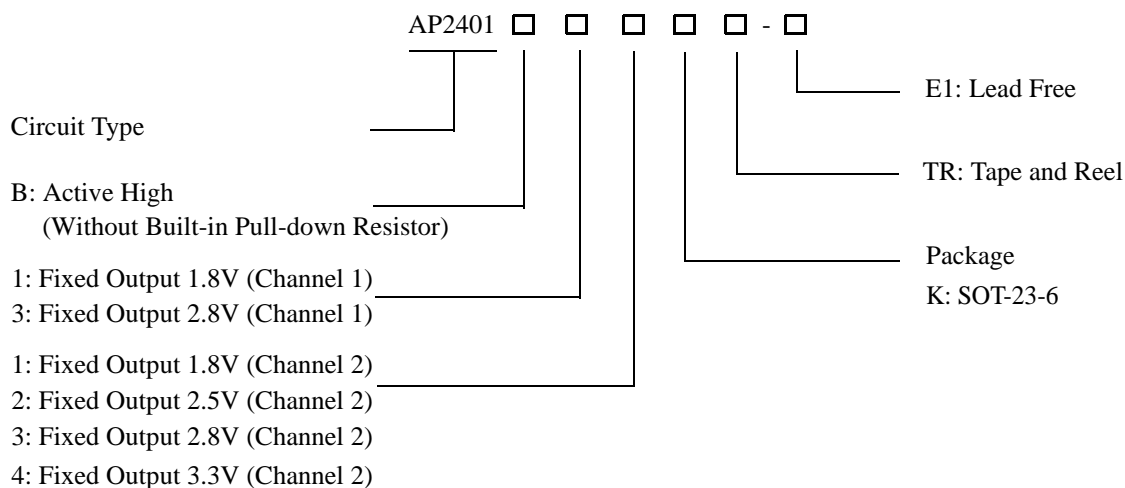 AP2401 -
Circuit Type
B: Active High
(Without Built-in Pull-down Resistor)
1: Fixed Output 1.8V (Channel 1)
3: Fixed Output 2.8V (Channel 1)
1: Fixed Output 1.8V (Channel 2)
2: Fixed Output 2.5V (Channel 2)
3: Fixed Output 2.8V (Channel 2)
4: Fixed Output 3.3V (Channel 2)
E1: Lead Free
TR: Tape and Reel
Package
K: SOT-23-6